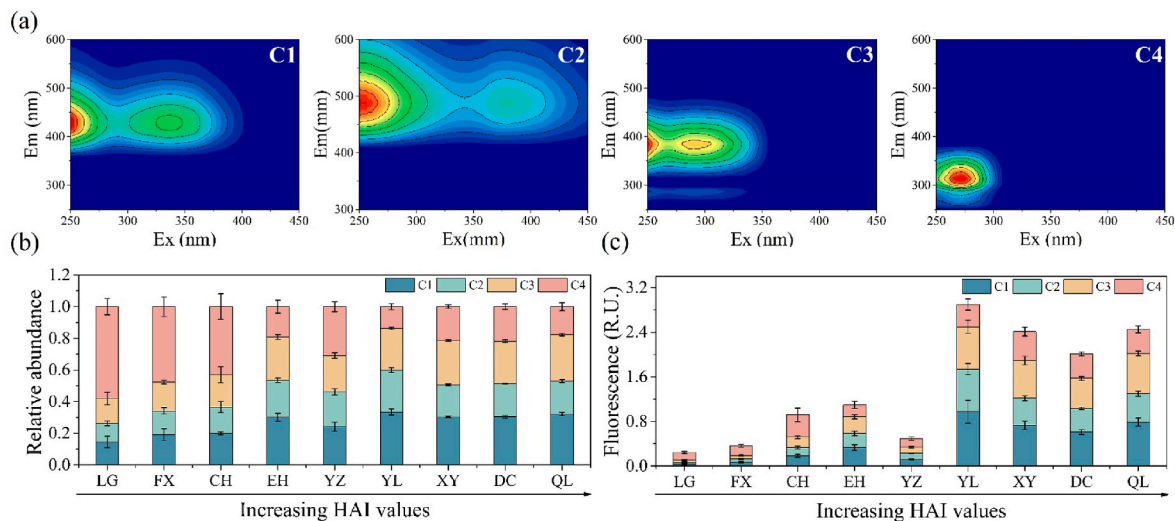 (a)
C1
C2
C3
C4
Em (nm)
600
500
400
300
250
300
350
400
450
Ex (nm)
Em(mm)
600
500
400
300
250
300
350
400
450
Ex(mm)
Em (nm)
600
500
400
300
250
300
350
400
450
Ex (nm)
Em (nm)
600
500
400
300
250
300
350
400
450
Ex (nm)
(b)
Relative abundance
1.2
1.0
0.8
0.6
0.4
0.2
0.0
C1 C2 C3 C4
LG FX CH EH YZ YL XY DC QL
Increasing HAI values
(c)
Fluorescence (R.U.)
3.2
2.4
1.6
0.8
0.0
C1 C2 C3 C4
LG FX CH EH YZ YL XY DC QL
Increasing HAI values